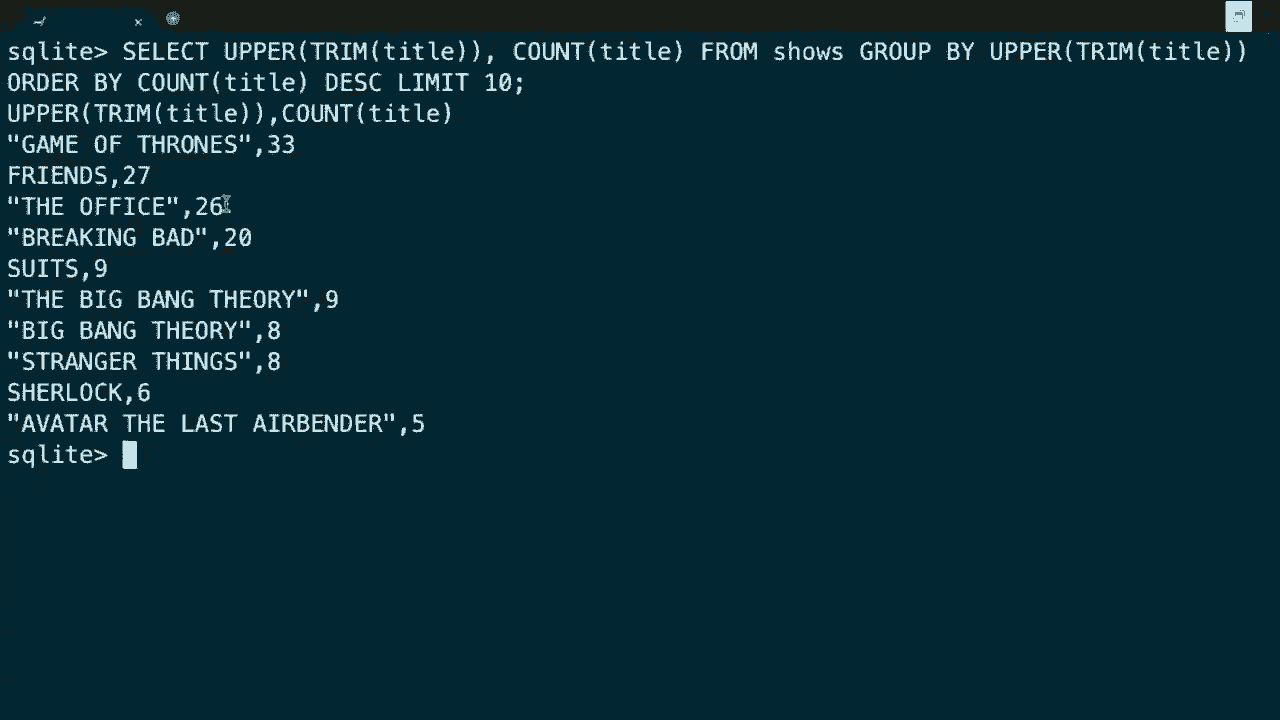 sqlite> SELECT UPPER(TRIM(title)), COUNT(title) FROM shows GROUP BY UPPER(TRIM(title))
ORDER BY COUNT(title) DESC LIMIT 10;
UPPER(TRIM(title)),COUNT(title)
"GAME OF THRONES",33
FRIENDS,27
"THE OFFICE",26
"BREAKING BAD",20
SUITS,9
"THE BIG BANG THEORY",9
"BIG BANG THEORY",8
"STRANGER THINGS",8
SHERLOCK,6
"AVATAR THE LAST AIRBENDER",5
sqlite>